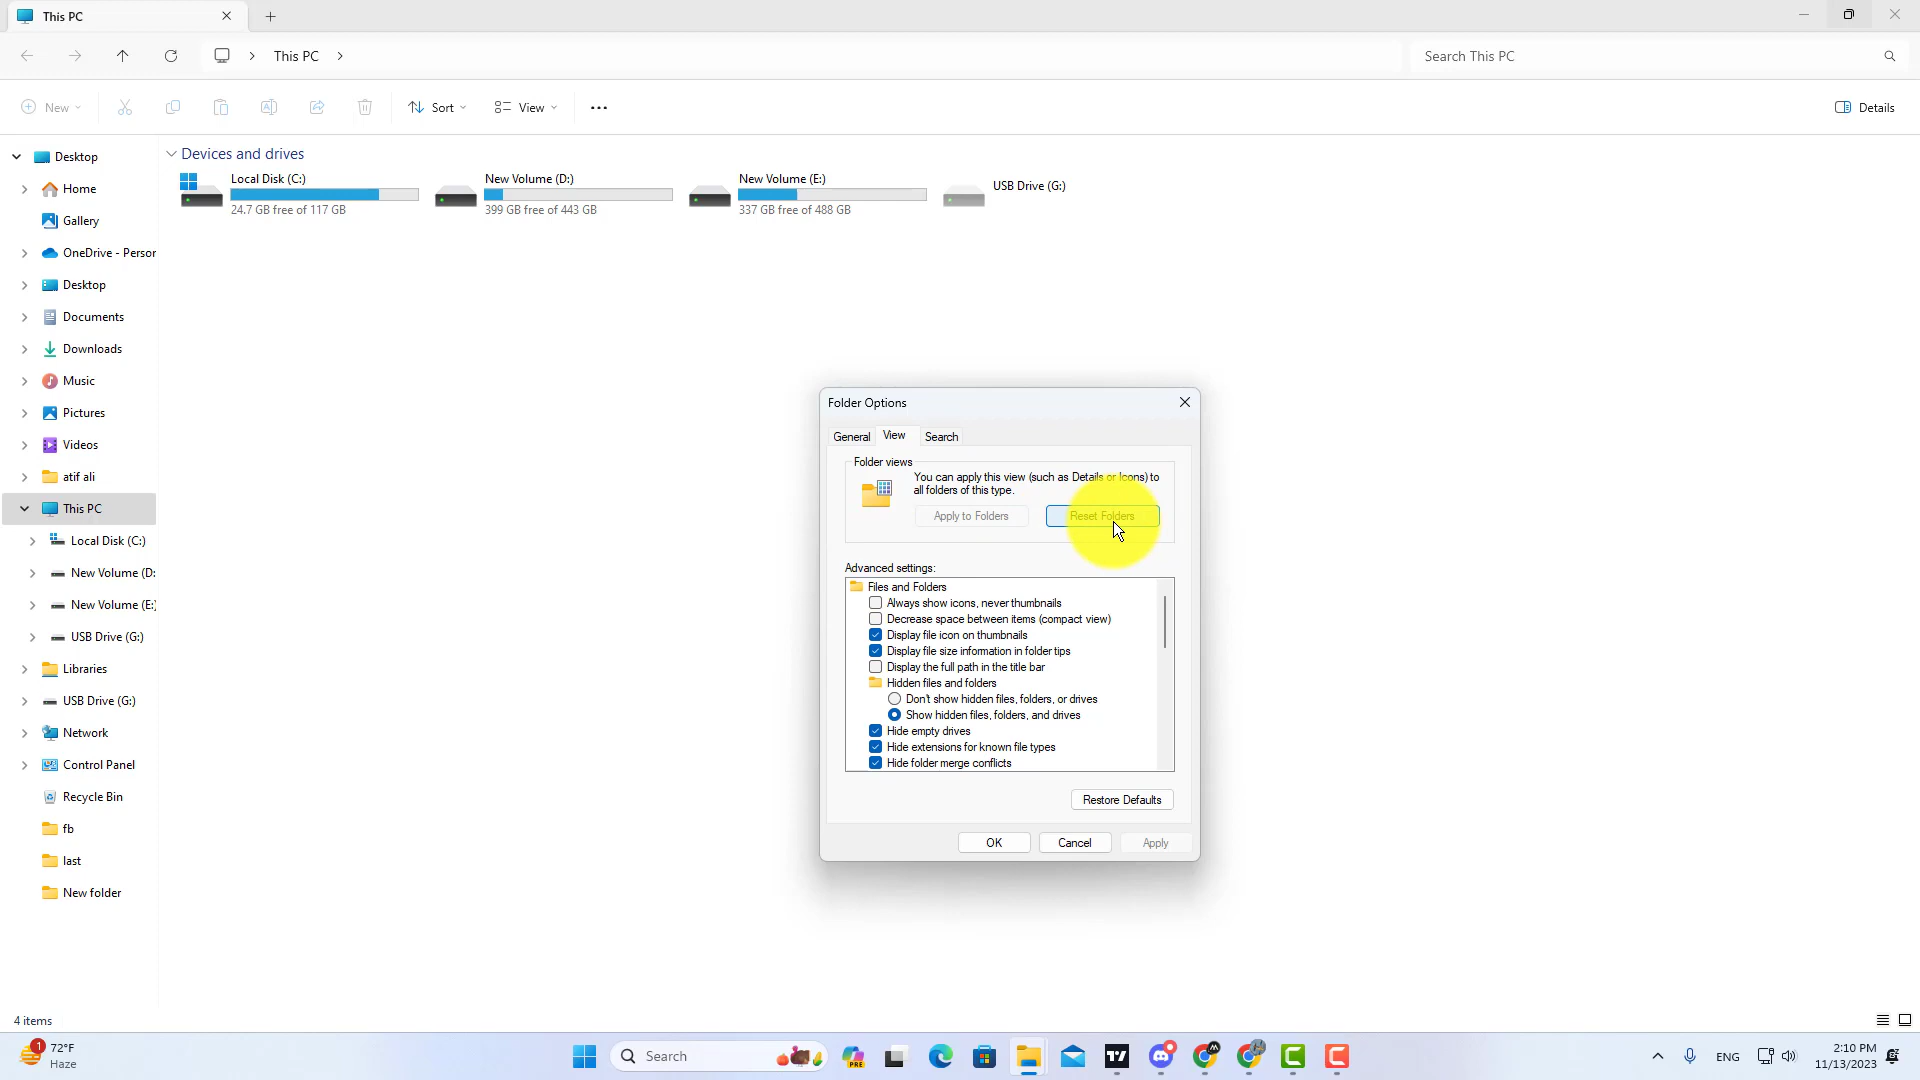 This PC
This PC
Search This PC
New
Sort
View
Details
Desktop
Home
Gallery
OneDrive - Person
Desktop
Documents
Downloads
Music
Pictures
Videos
atif ali
This PC
Local Disk (C:)
New Volume (D:
New Volume (E:)
USB Drive (G:)
Libraries
USB Drive (G:)
Network
Control Panel
Recycle Bin
fb
last
New folder
Devices and drives
Local Disk (C:)
24.7 GB free of 117 GB
New Volume (D:)
399 GB free of 443 GB
New Volume (E:)
337 GB free of 488 GB
USB Drive (G:)
Folder Options
General View Search
Folder views
You can apply this view (such as Details or Icons) to
all folders of this type.
Apply to Folders
Reset Folders
Advanced settings:
Files and Folders
Always show icons, never thumbnails
Decrease space between items (compact view)
Display file icon on thumbnails
Display file size information in folder tips
Display the full path in the title bar
Hidden files and folders
Don't show hidden files, folders, or drives
Show hidden files, folders, and drives
Hide empty drives
Hide extensions for known file types
Hide folder merge conflicts
Restore Defaults
OK
Cancel
Apply
4 items
1
72°F
Haze
Search
PRE
ENG
2:10 PM
11/13/2023